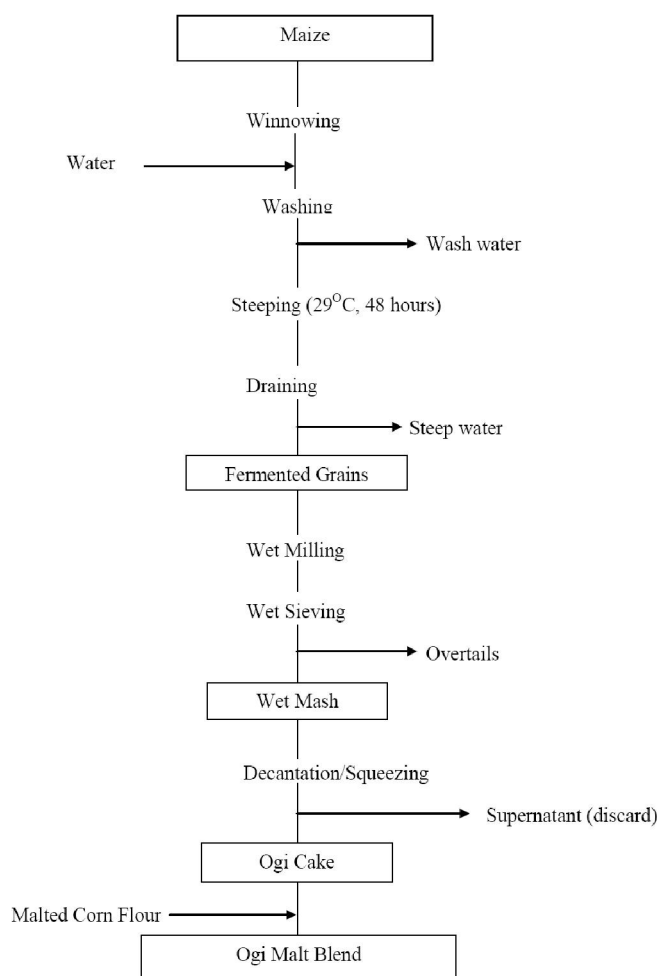 Maize
Winnowing
Water
Washing
Wash water
Steeping (29°C, 48 hours)
Draining
Steep water
Fermented Grains
Wet Milling
Wet Sieving
Overtails
Wet Mash
Decantation/Squeezing
Supernatant (discard)
Ogi Cake
Malted Corn Flour
Ogi Malt Blend